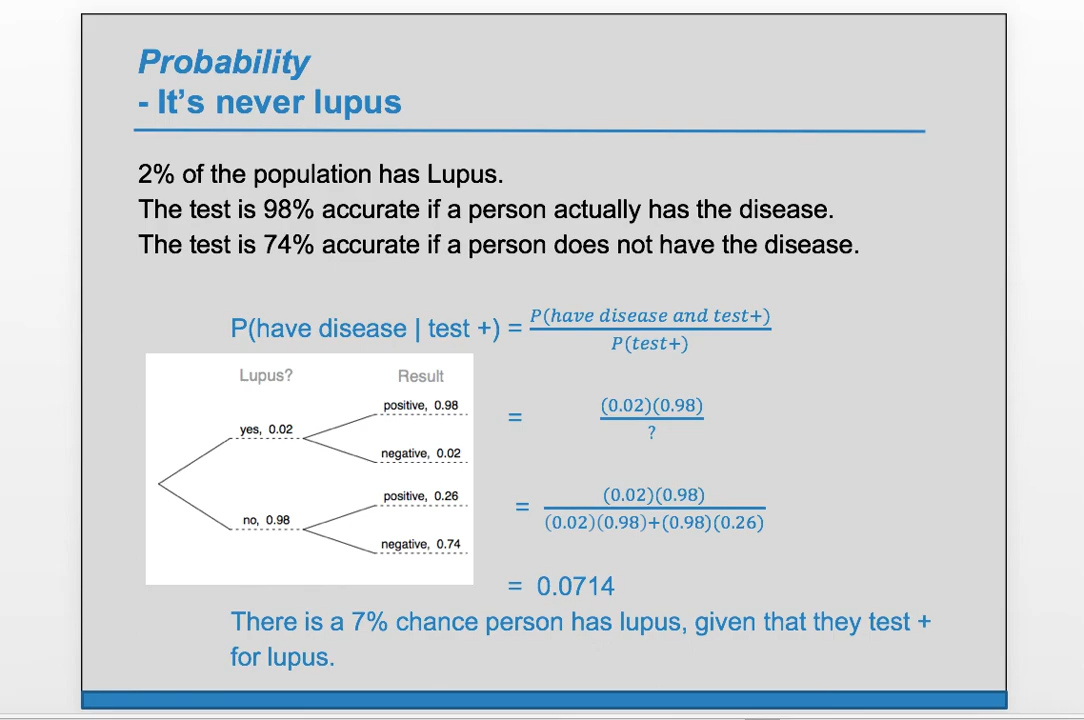 Probability
- It's never lupus
2% of the population has Lupus.
The test is 98% accurate if a person actually has the disease.
The test is 74% accurate if a person does not have the disease.
P(have disease | test +) = P(have disease and test+)
P(test+)
Lupus? Result
positive, 0.98
yes, 0.02
negative, 0.02
positive, 0.26
no, 0.98
negative, 0.74
= (0.02)(0.98)
?
= (0.02)(0.98)
(0.02)(0.98)+(0.98)(0.26)
= 0.0714
There is a 7% chance person has lupus, given that they test +
for lupus.